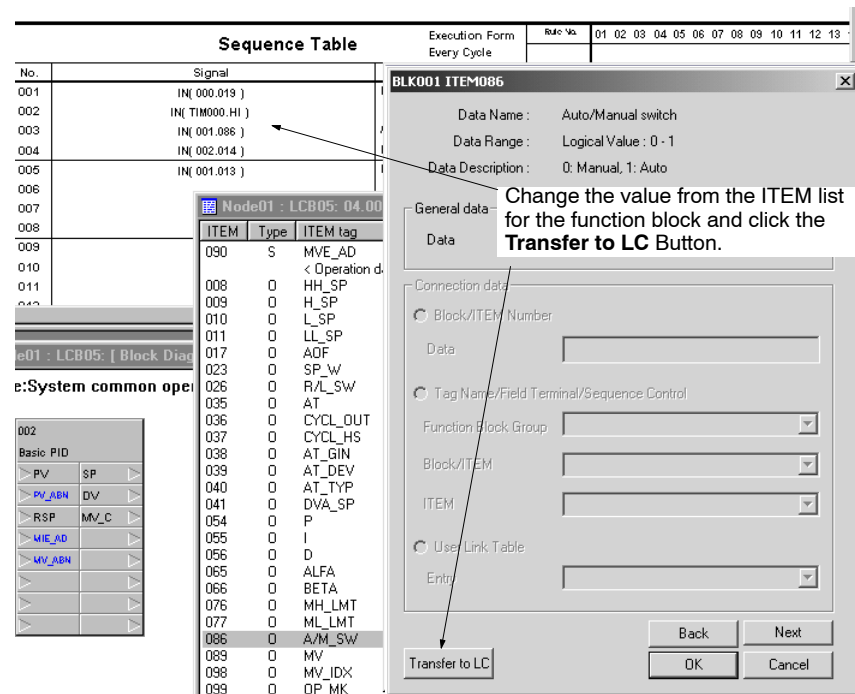 Sequence Table
Execution Form
Every Cycle
Rule No. 01 02 03 04 05 06 07 08 09 10 11 12 13
No. Signal
001 IN( 000.019 )
002 IN( TIM000.HI )
003 IN( 001.086 )
004 IN( 002.014 )
005 IN( 001.013 )
006
007
008
009
010
011
BLK001 ITEM086
Data Name : Auto/Manual switch
Data Range : Logical Value : 0 - 1
Data Description : 0: Manual, 1: Auto
Change the value from the ITEM list
for the function block and click the
Transfer to LC Button.
General data
Data
Connection data
Block/ITEM Number
Data
Tag Name/Field Terminal/Sequence Control
Function Block Group
Block/ITEM
ITEM
User Link Table
Entry
Back Next
Transfer to LC OK Cancel
Node01 : LCB05: 04.00
ITEM Type ITEM tag
090 S MVE_AD
< Operation d
008 O HH_SP
009 O H_SP
010 O L_SP
011 O LL_SP
017 O AOF
023 O SP_W
026 O R/L_SW
035 O AT
036 O CYCL_OUT
037 O CYCL_HS
038 O AT_GIN
039 O AT_DEV
040 O AT_TYP
041 O DVA_SP
054 O P
055 O I
056 O D
065 O ALFA
066 O BETA
076 O MH_LMT
077 O ML_LMT
086 O A/M_SW
089 O MV
098 O MV_IDX
099 O OP_MK
de01 : LCB05: [ Block Diag
e:System common oper
002
Basic PID
PV SP
PV_ABN DV
RSP MV_C
MIE_AD
MV_ABN